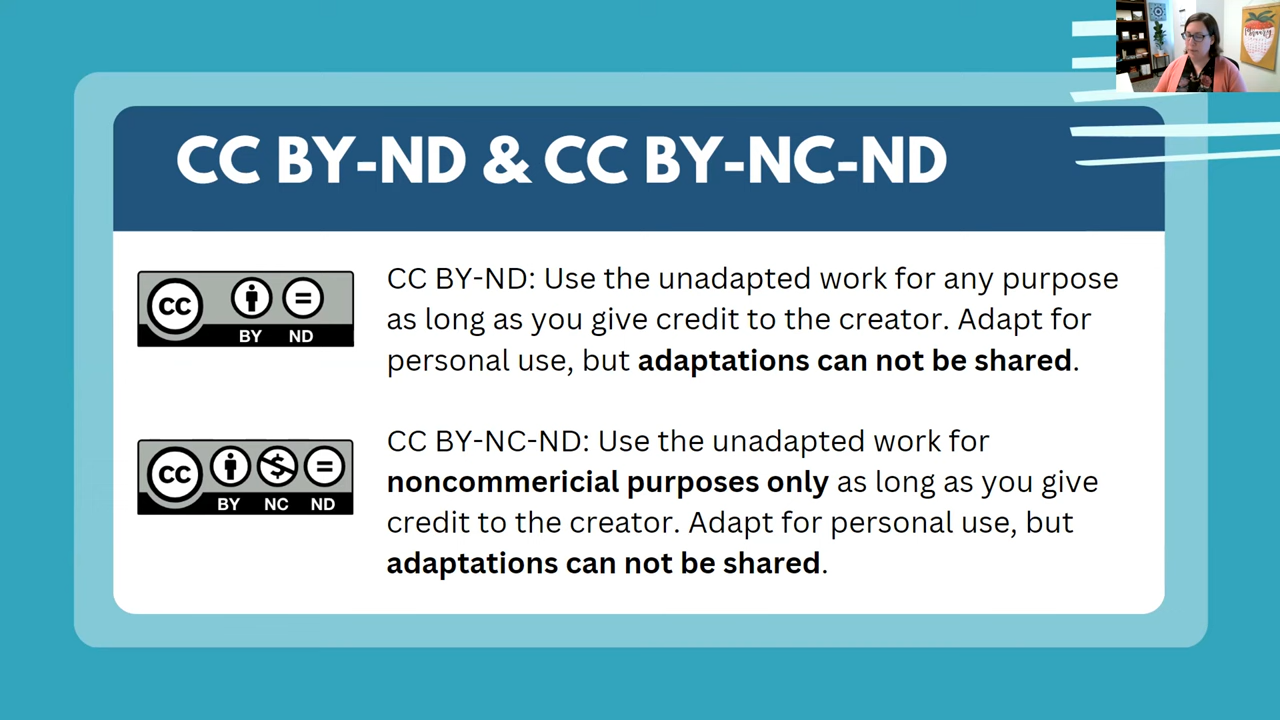 CC BY-ND & CC BY-NC-ND
CC BY ND
CC BY-ND: Use the unadapted work for any purpose
as long as you give credit to the creator. Adapt for
personal use, but adaptations can not be shared.
CC BY NC ND
CC BY-NC-ND: Use the unadapted work for
noncommericial purposes only as long as you give
credit to the creator. Adapt for personal use, but
adaptations can not be shared.